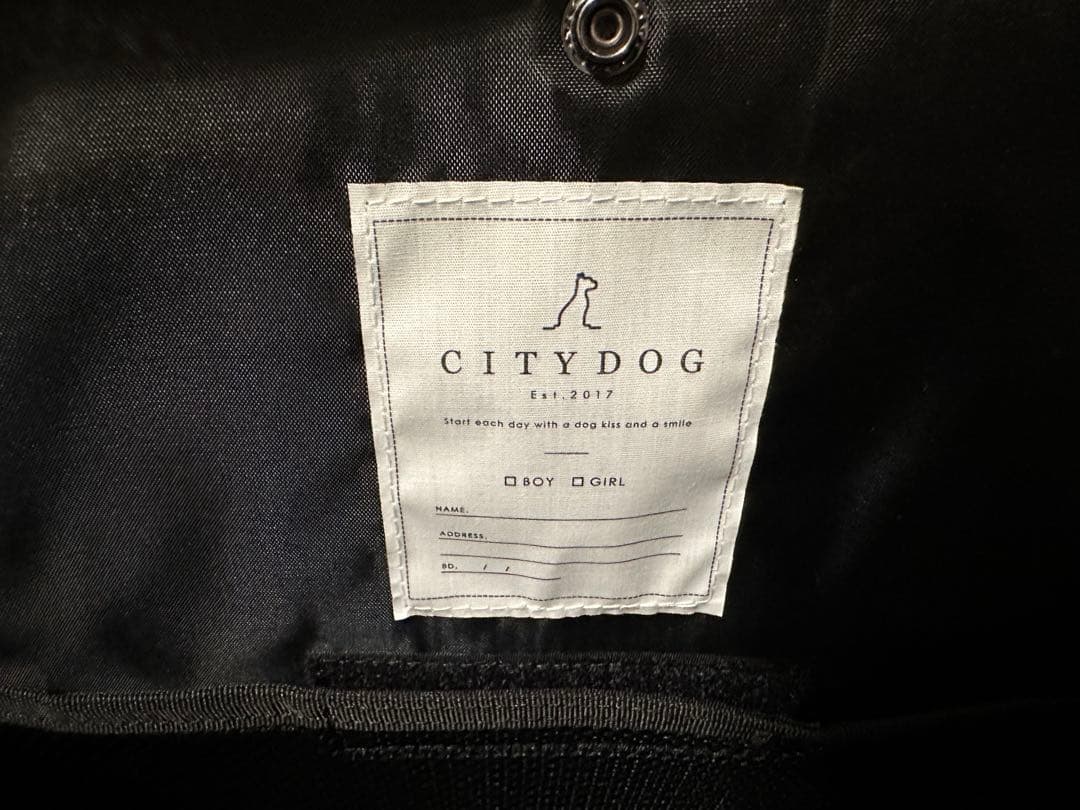 CITYDOG
Est.2017
Start each day with a dog kiss and a smile
BOY GIRL
NAME.
ADDRESS.
BD. / /